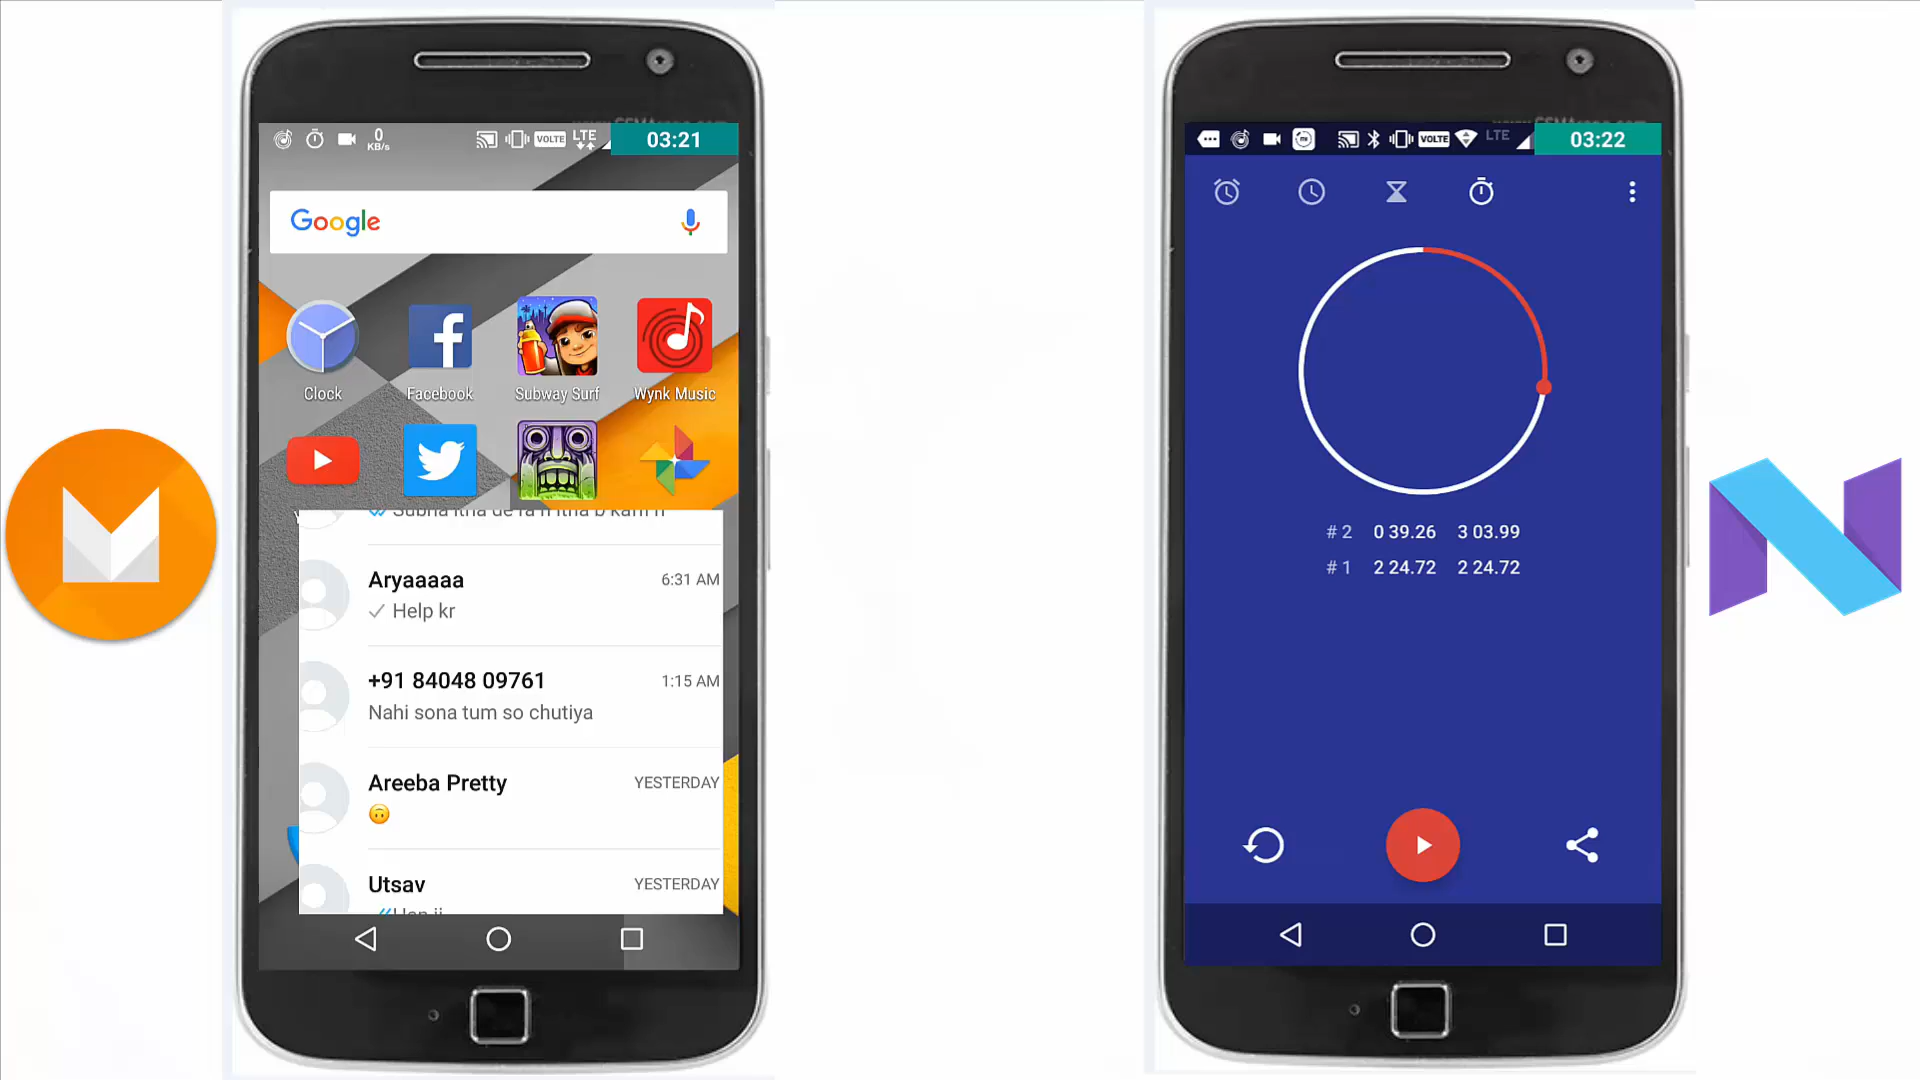 0
KB/s
VOLTE
LTE
03:21
Google
Clock
Facebook
Subway Surf
Wynk Music
Aryaaaaa
6:31 AM
Help kr
+91 84048 09761
1:15 AM
Nahi sona tum so chutiya
Areeba Pretty
YESTERDAY
Utsav
YESTERDAY
VOLTE
LTE
03:22
# 2 0 39.26 3 03.99
# 1 2 24.72 2 24.72